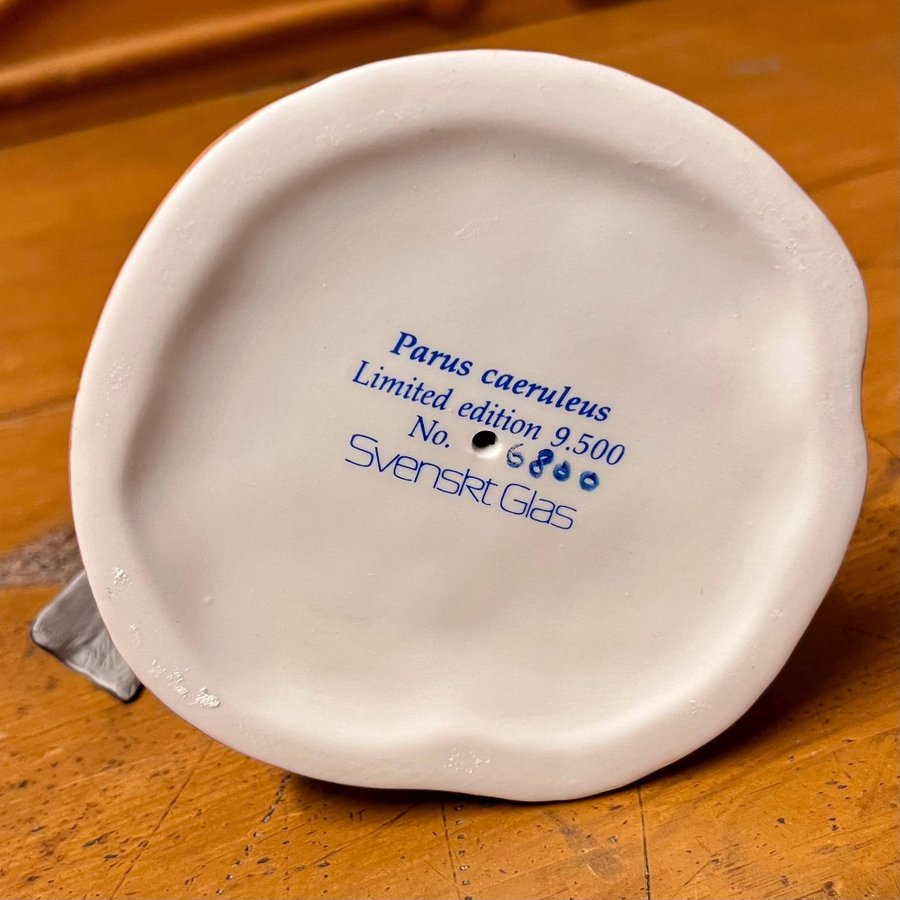 Parus caeruleus
Limited edition 9.500
No. 6800
Svenskt Glas